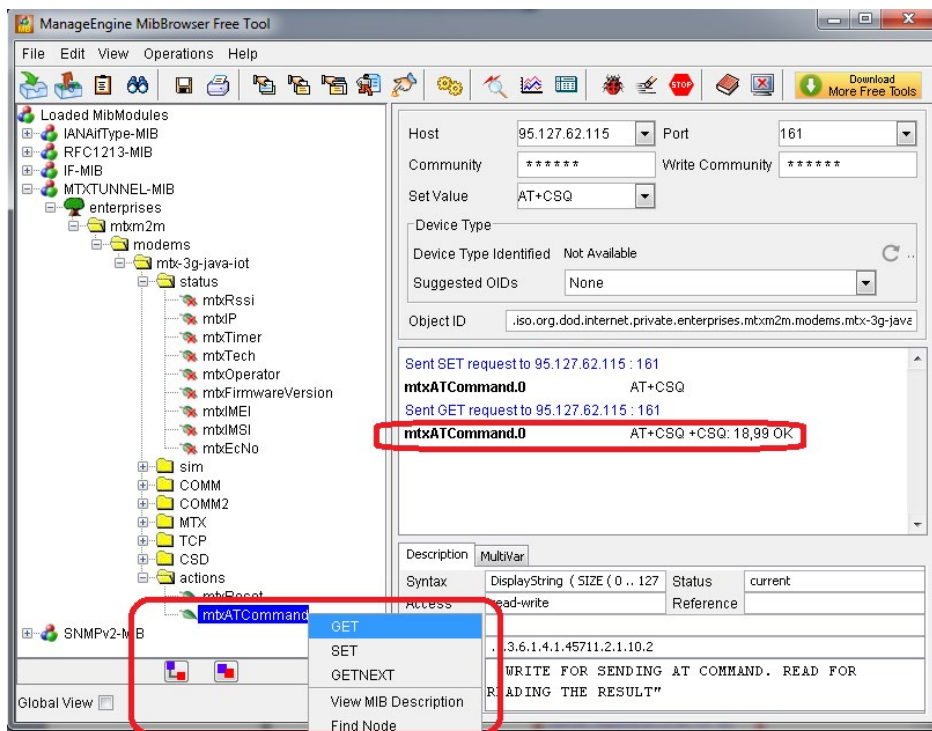 ManageEngine MibBrowser Free Tool
File Edit View Operations Help
STOP
Download
More Free Tools
Loaded MibModules
IANAifType-MIB
RFC1213-MIB
IF-MIB
MTXTUNNEL-MIB
enterprises
mtxm2m
modems
mtx-3g-java-iot
status
mtxRssi
mtxIP
mtxTimer
mtxTech
mtxOperator
mtxFirmwareVersion
mtxIMEI
mtxIMSI
mtxEcNo
sim
COMM
COMM2
MTX
TCP
CSD
actions
mtxReset
mtxATCommand
SNMPv2-MIB
Global View
GET
SET
GETNEXT
View MIB Description
Find Node
Host 95.127.62.115 Port 161
Community ****** Write Community ******
Set Value AT+CSQ
Device Type
Device Type Identified Not Available ..
Suggested OIDs None
Object ID .iso.org.dod.internet.private.enterprises.mtxm2m.modems.mtx-3g-java
Sent SET request to 95.127.62.115 : 161
mtxATCommand.0 AT+CSQ
Sent GET request to 95.127.62.115 : 161
mtxATCommand.0 AT+CSQ +CSQ: 18,99 OK
Description MultiVar
Syntax DisplayString ( SIZE ( 0 .. 127 Status current
Access read-write Reference
.3.6.1.4.1.45711.2.1.10.2
WRITE FOR SENDING AT COMMAND. READ FOR
READING THE RESULT"